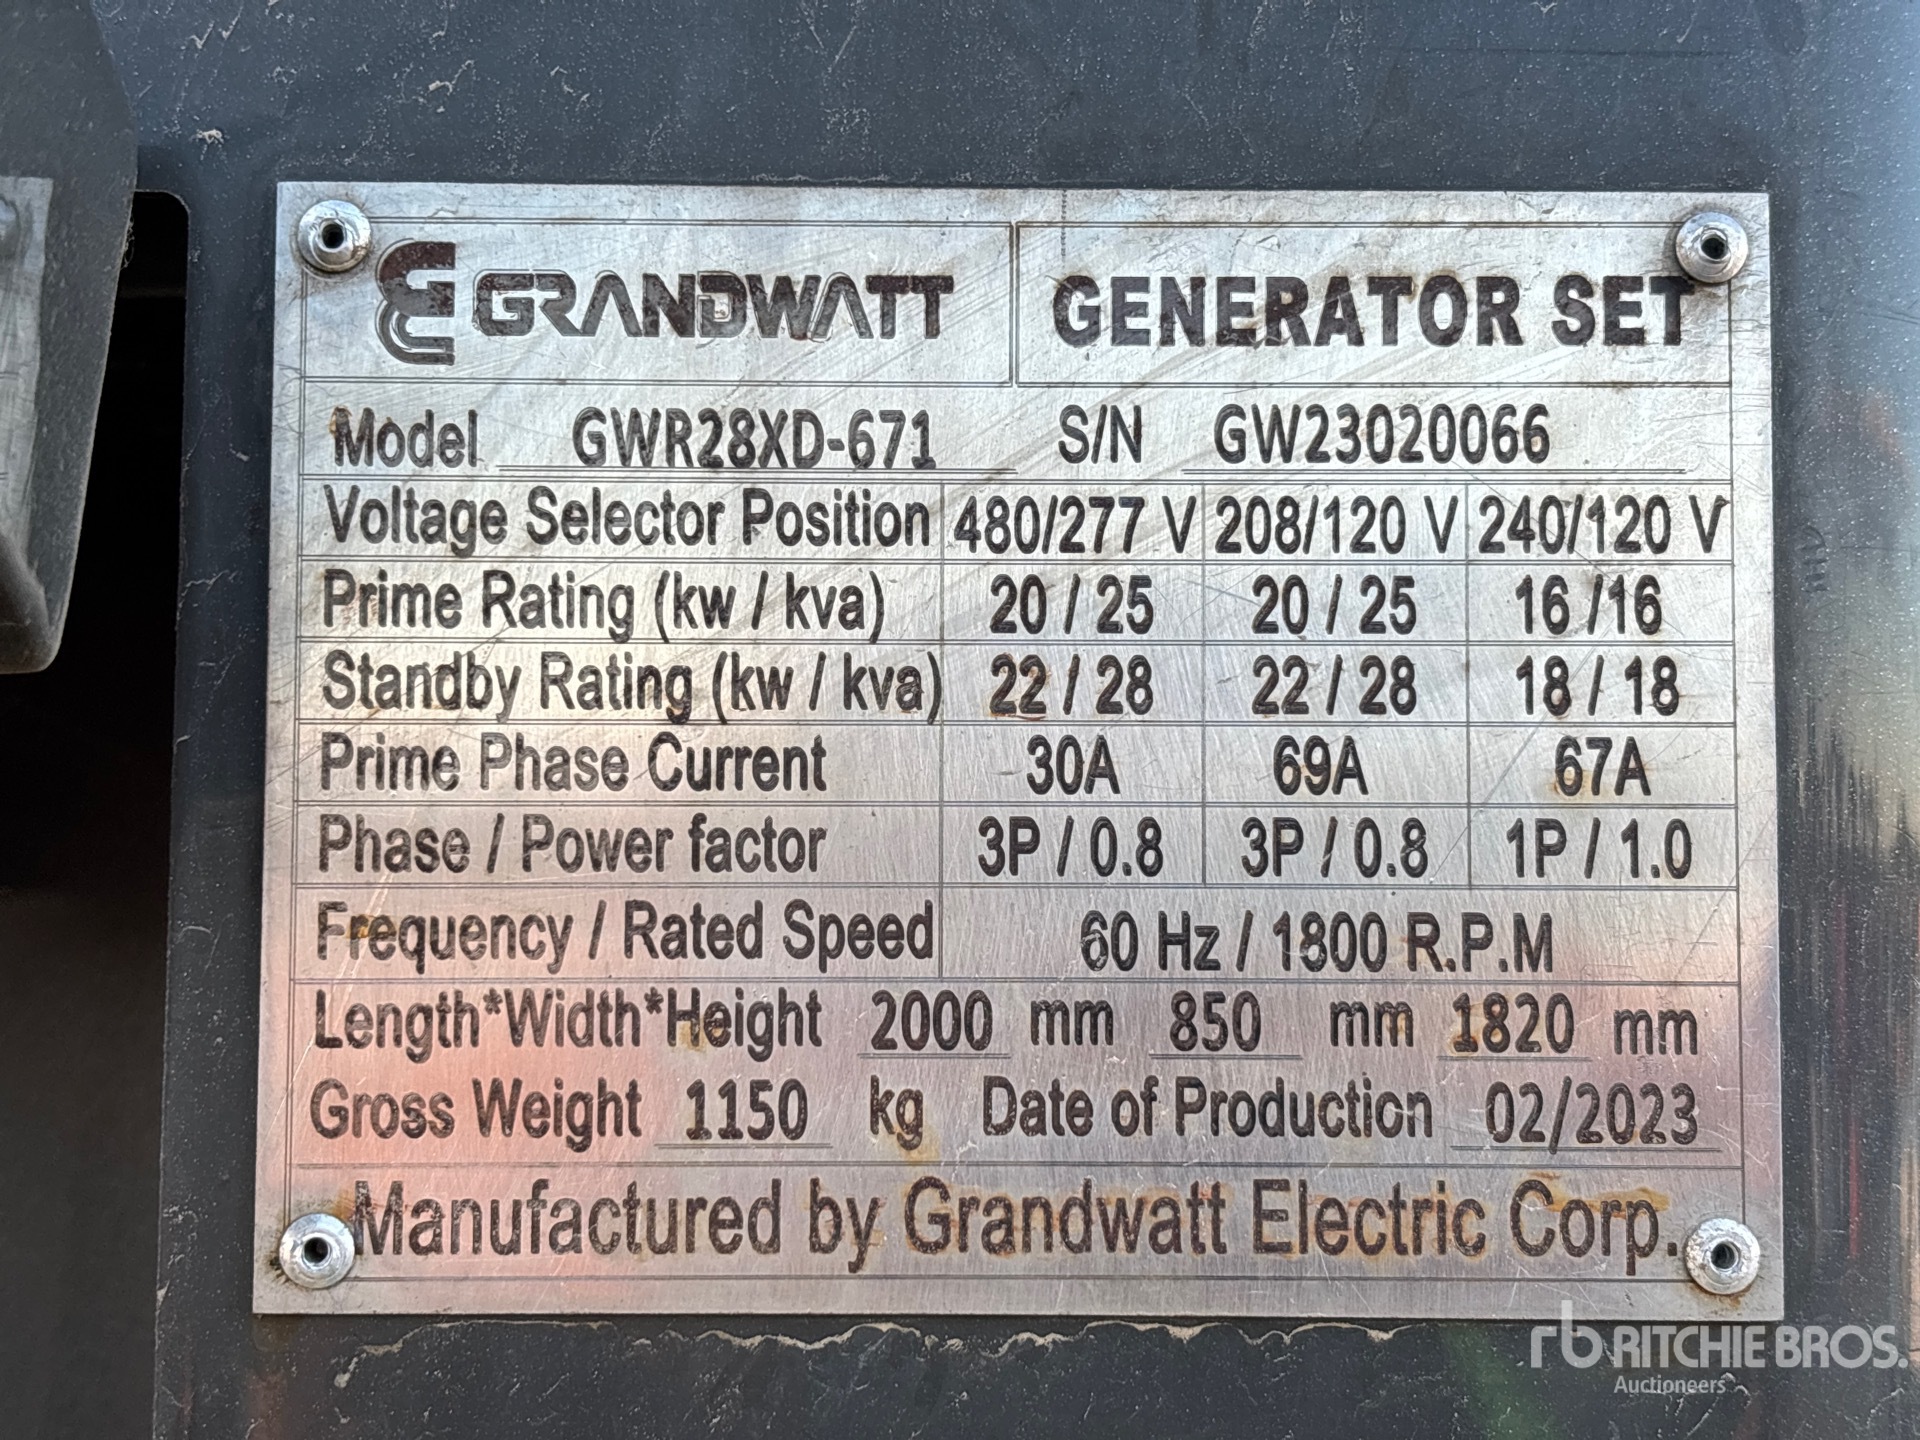 GRANDWATT GENERATOR SET
Model GWR28XD-671 S/N GW23020066
Voltage Selector Position 480/277 V 208/120 V 240/120 V
Prime Rating (kw / kva) 20 / 25 20 / 25 16 /16
Standby Rating (kw / kva) 22 / 28 22 / 28 18 / 18
Prime Phase Current 30A 69A 67A
Phase / Power factor 3P / 0.8 3P / 0.8 1P / 1.0
Frequency / Rated Speed 60 Hz / 1800 R.P.M
Length*Width*Height 2000 mm 850 mm 1820 mm
Gross Weight 1150 kg Date of Production 02/2023
Manufactured by Grandwatt Electric Corp.
rb RITCHIE BROS.
Auctioneers